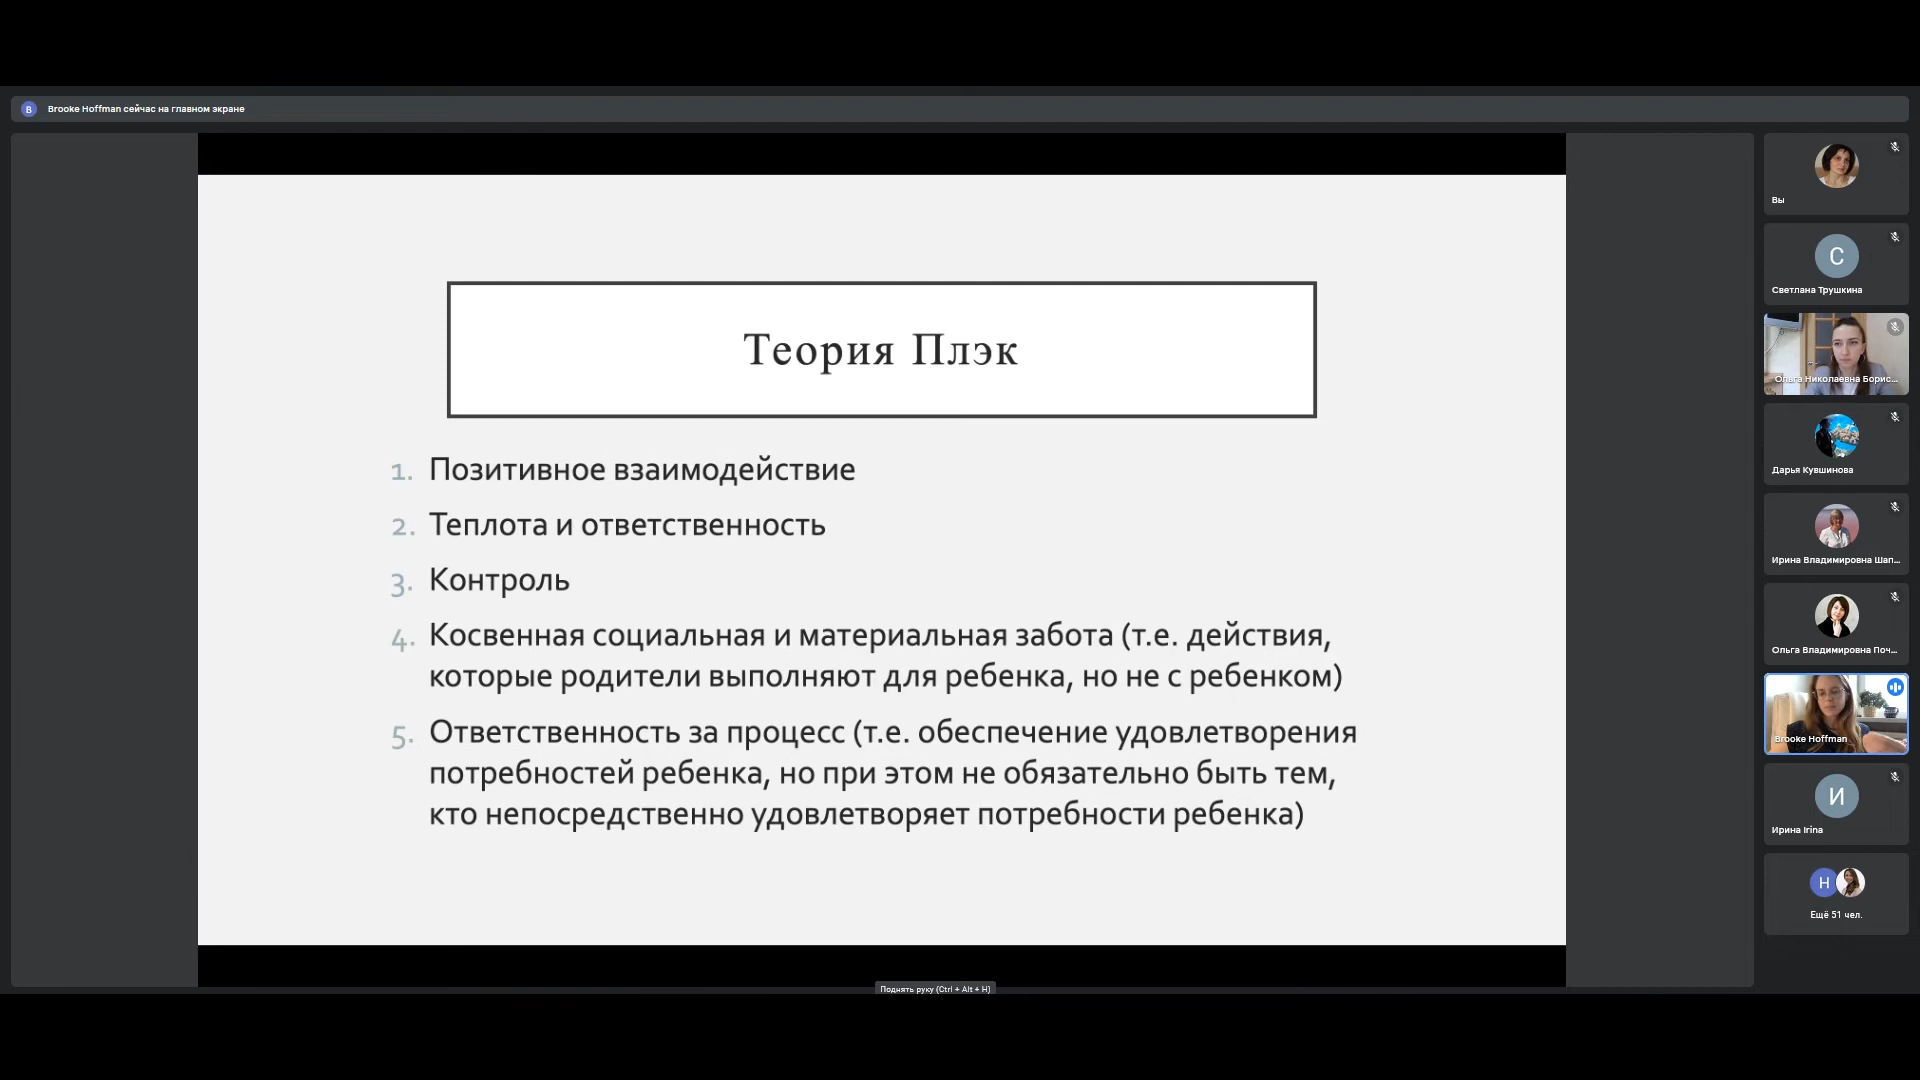 B Brooke Hoffman сейчас на главном экране
Теория Плэк
1. Позитивное взаимодействие
2. Теплота и ответственность
3. Контроль
4. Косвенная социальная и материальная забота (т.е. действия,
которые родители выполняют для ребенка, но не с ребенком)
5. Ответственность за процесс (т.е. обеспечение удовлетворения
потребностей ребенка, но при этом не обязательно быть тем,
кто непосредственно удовлетворяет потребности ребенка)
Вы
С
Светлана Трушкина
Ольга Николаевна Борис...
Дарья Кувшинова
Ирина Владимировна Шап...
Ольга Владимировна Поч...
Brooke Hoffman
И
Ирина Irina
Н
Ещё 51 чел.
Поднять руку (Ctrl + Alt + H)